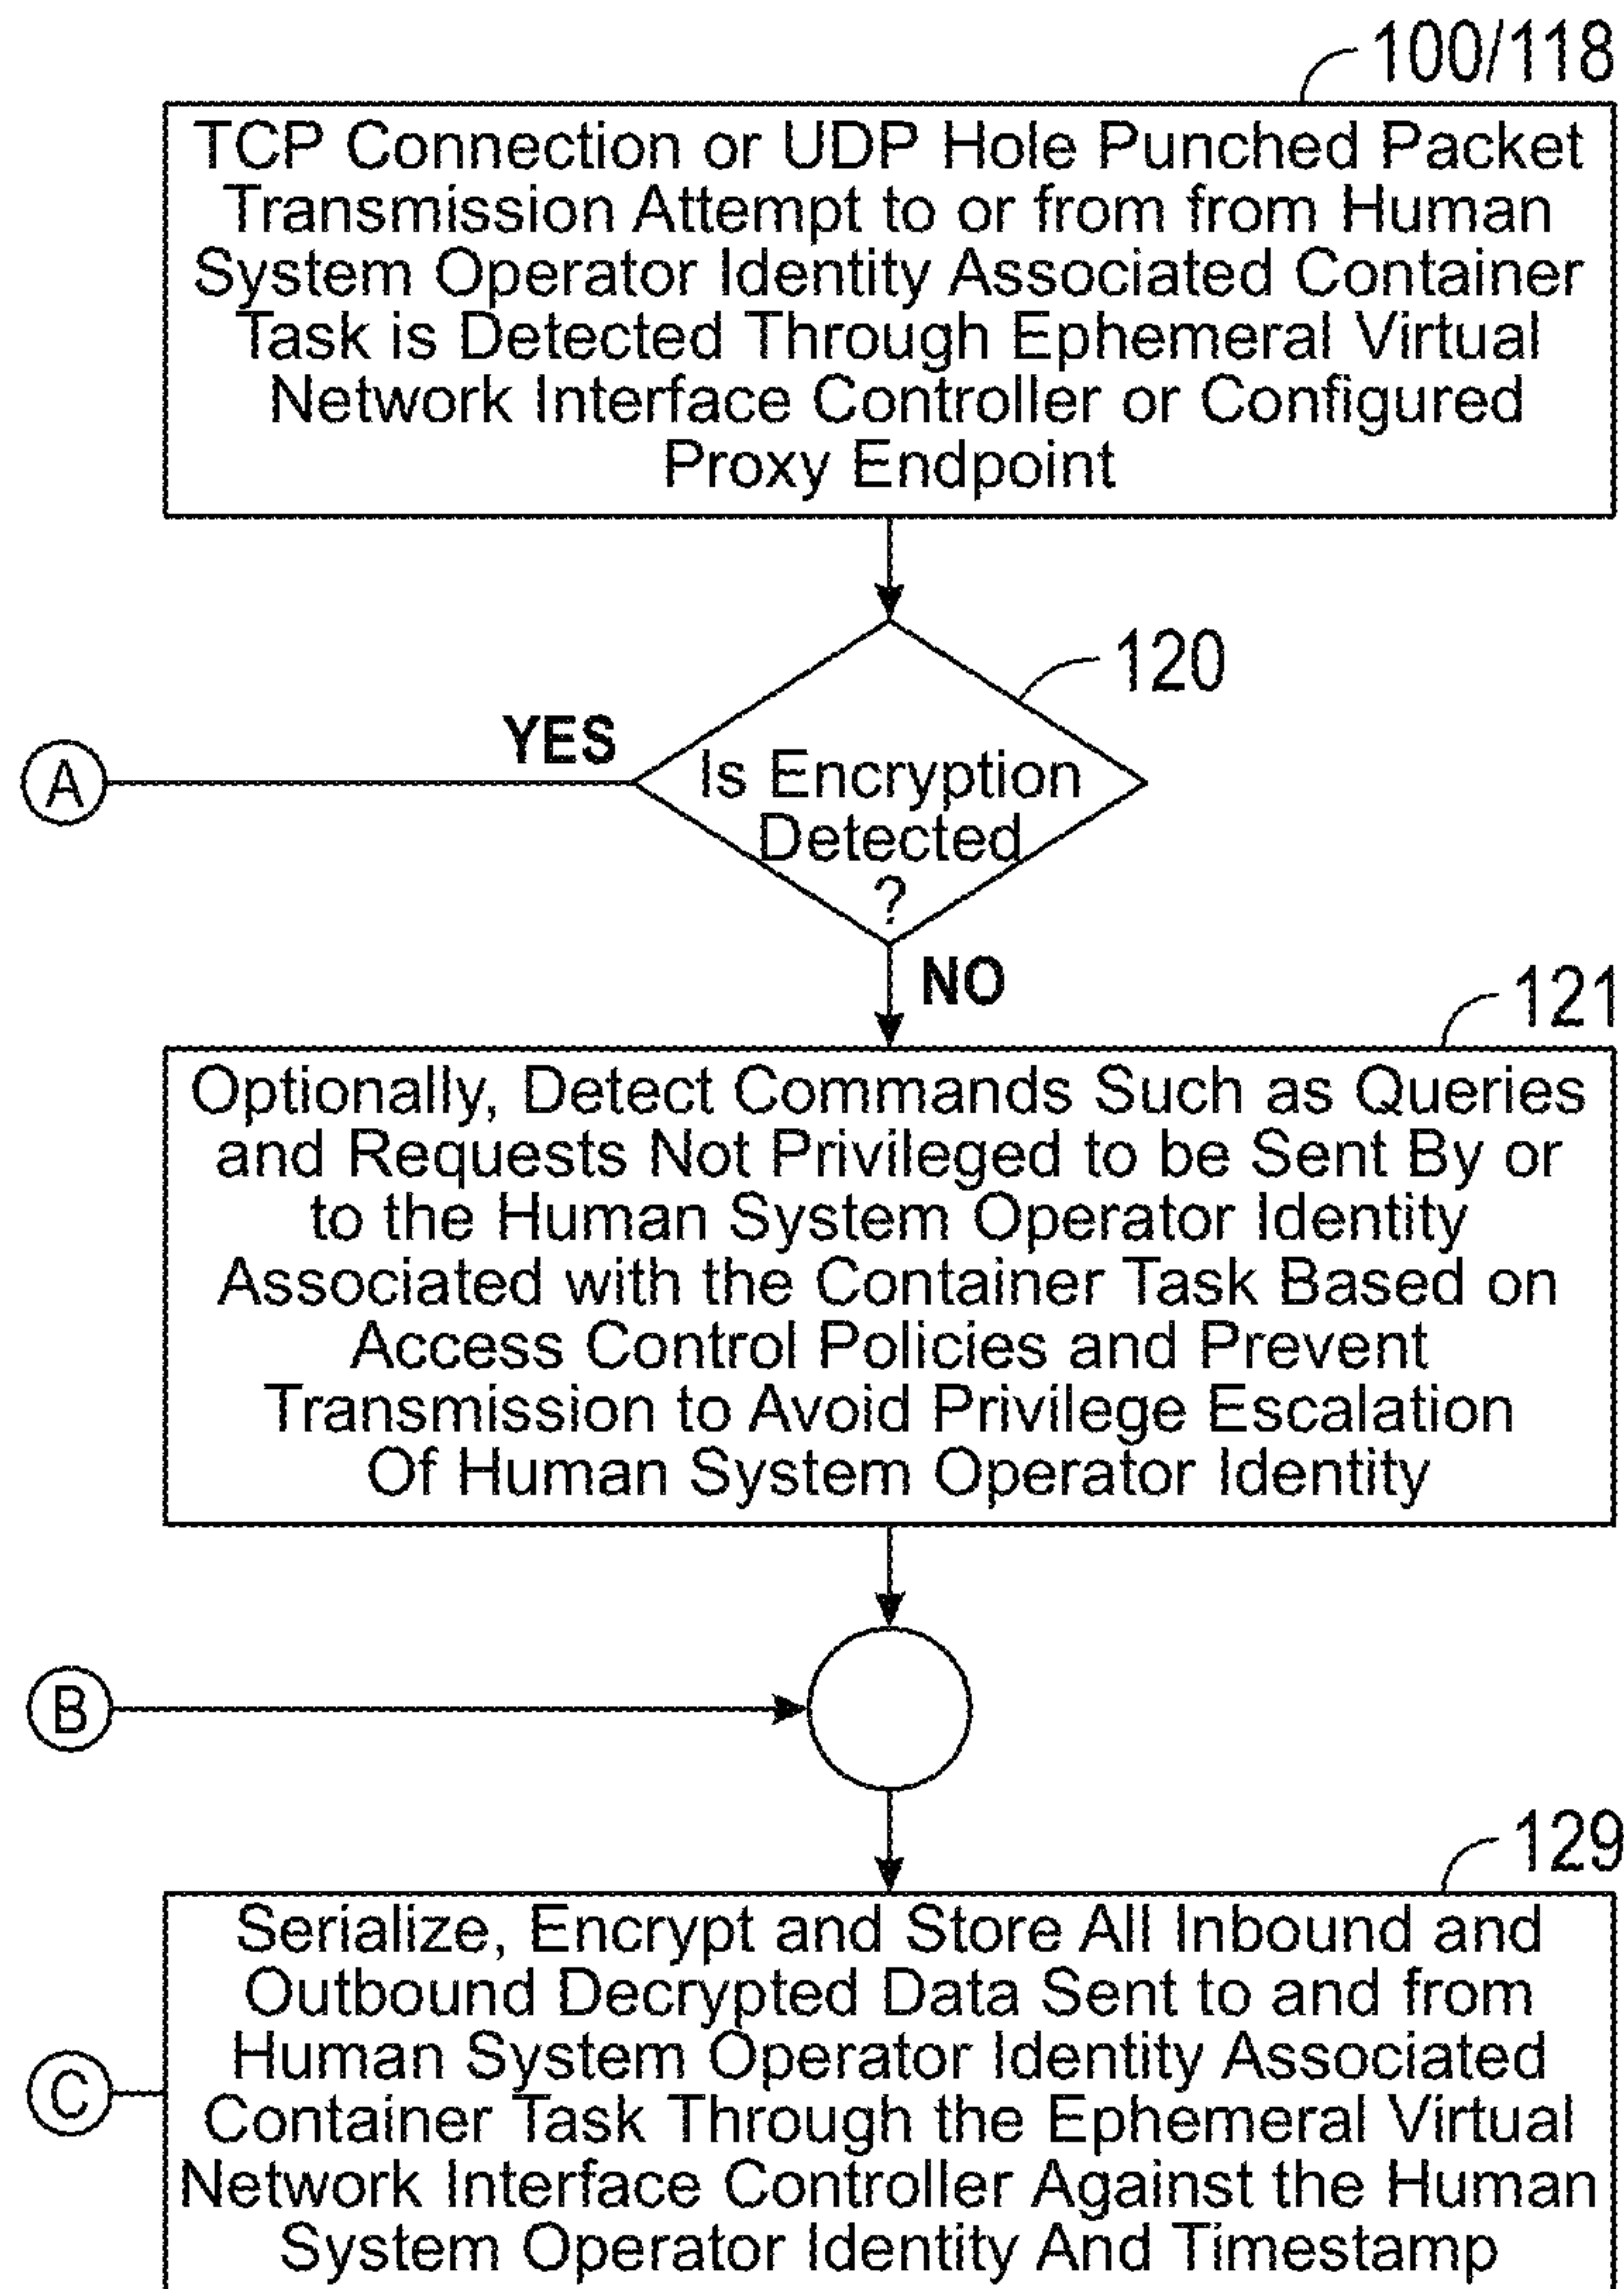 100/118
TCP Connection or UDP Hole Punched Packet
Transmission Attempt to or from from Human
System Operator Identity Associated Container
Task is Detected Through Ephemeral Virtual
Network Interface Controller or Configured
Proxy Endpoint
120
YES
A
Is Encryption
Detected
?
NO
121
Optionally, Detect Commands Such as Queries
and Requests Not Privileged to be Sent By or
to the Human System Operator Identity
Associated with the Container Task Based on
Access Control Policies and Prevent
Transmission to Avoid Privilege Escalation
Of Human System Operator Identity
B
129
Serialize, Encrypt and Store All Inbound and
Outbound Decrypted Data Sent to and from
Human System Operator Identity Associated
C
Container Task Through the Ephemeral Virtual
Network Interface Controller Against the Human
System Operator Identity And Timestamp